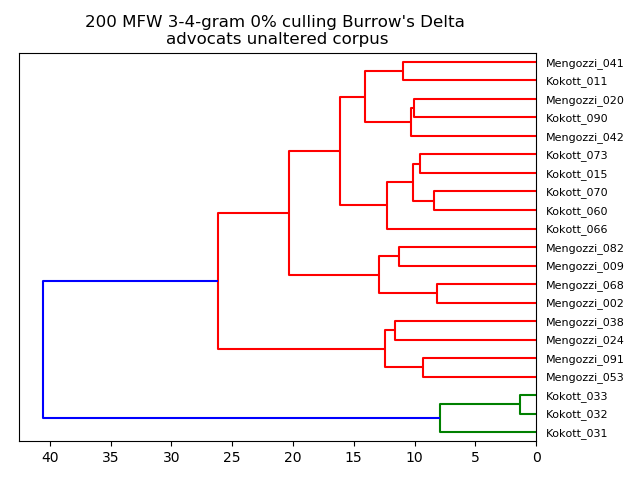 200 MFW 3-4-gram 0% culling Burrow's Delta
advocats unaltered corpus
Mengozzi_041
Kokott_011
Mengozzi_020
Kokott_090
Mengozzi_042
Kokott_073
Kokott_015
Kokott_070
Kokott_060
Kokott_066
Mengozzi_082
Mengozzi_009
Mengozzi_068
Mengozzi_002
Mengozzi_038
Mengozzi_024
Mengozzi_091
Mengozzi_053
Kokott_033
Kokott_032
Kokott_031
40 35 30 25 20 15 10 5 0